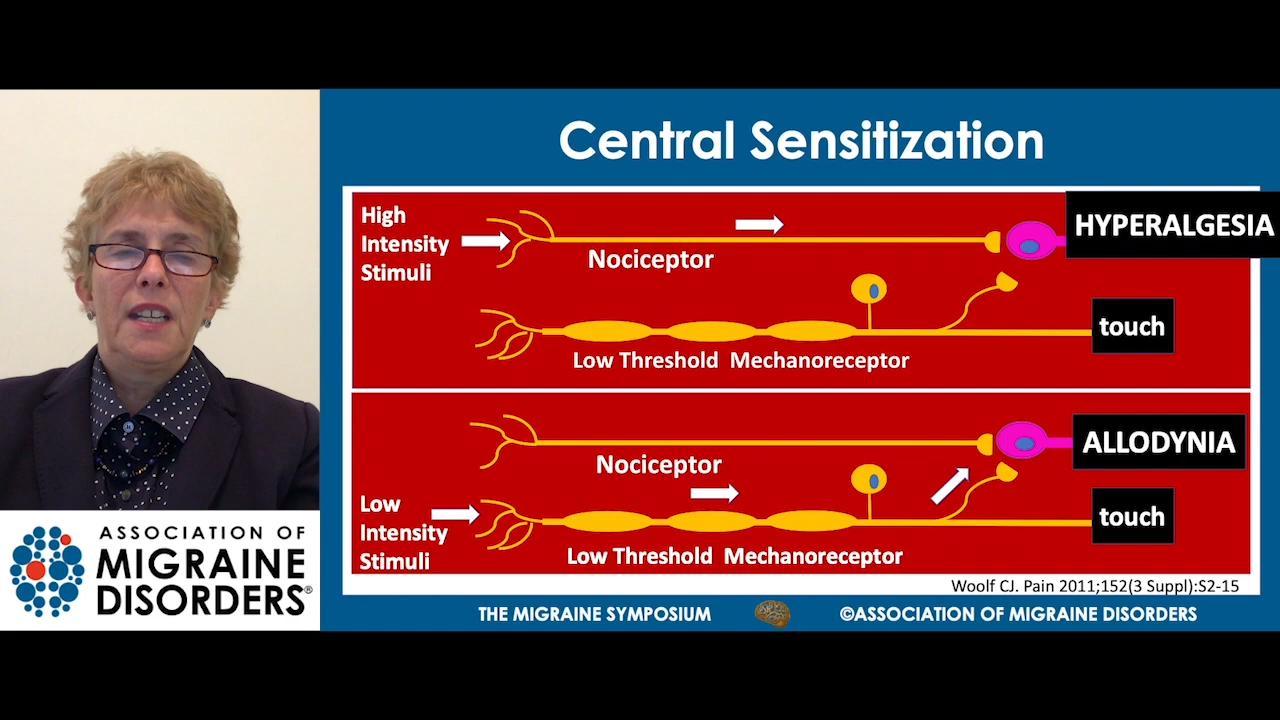 Central Sensitization
High
Intensity
Stimuli
Nociceptor
HYPERALGESIA
touch
Low Threshold Mechanoreceptor
Nociceptor
ALLODYNIA
Low
Intensity
Stimuli
touch
Low Threshold Mechanoreceptor
Woolf CJ. Pain 2011;152(3 Suppl):S2-15
ASSOCIATION OF
MIGRAINE
DISORDERS®
THE MIGRAINE SYMPOSIUM
©ASSOCIATION OF MIGRAINE DISORDERS